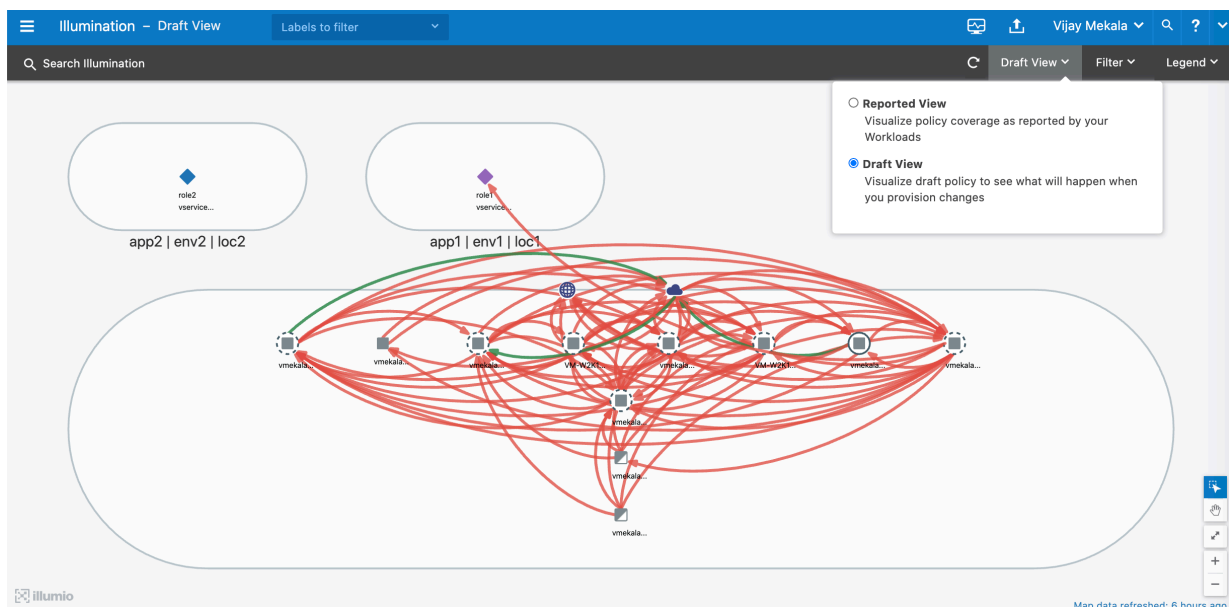 Illumination – Draft View
Labels to filter
Vijay Mekala
?
Search Illumination
Draft View
Filter
Legend
Reported View
Visualize policy coverage as reported by your
Workloads
Draft View
Visualize draft policy to see what will happen when
you provision changes
role2
vservice...
app2 | env2 | loc2
role1
vservice...
app1 | env1 | loc1
vmekala...
vmekala...
vmekala...
VM-W2K1...
vmekala...
VM-W2K1...
vmekala...
vmekala...
vmekala...
vmekala...
vmekala...
+
−
illumio
Map data refreshed: 6 hours ago